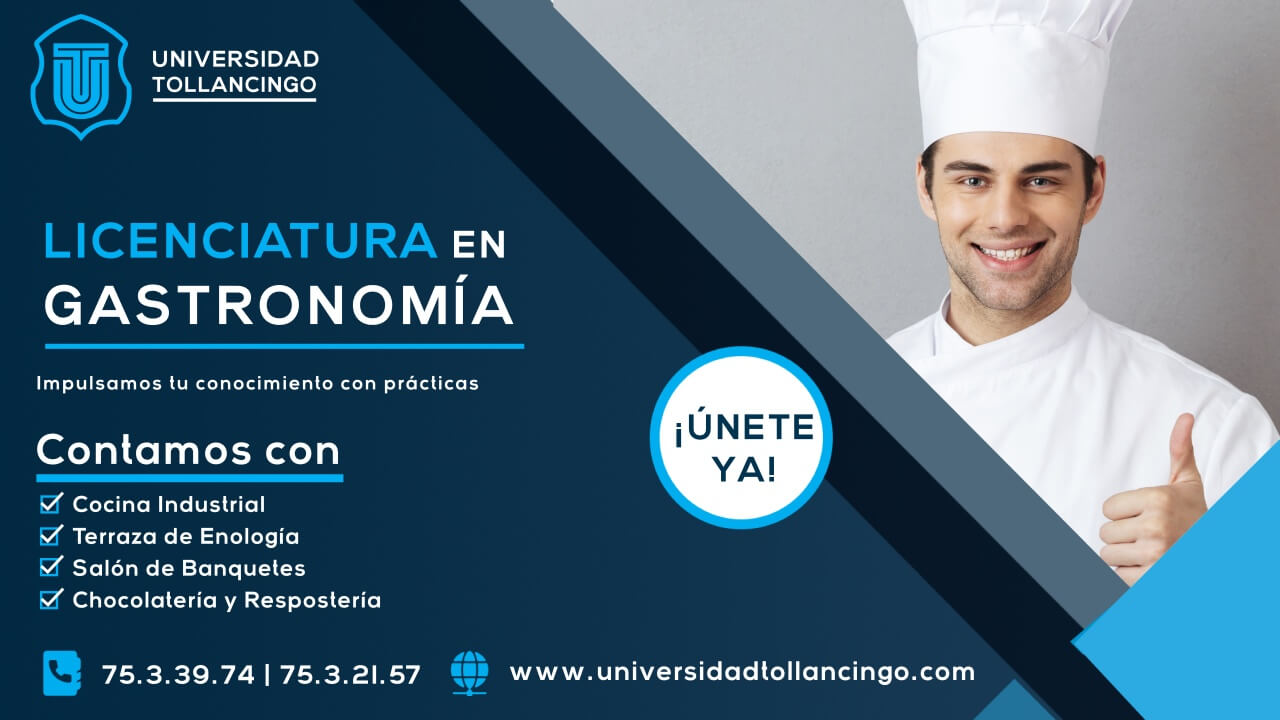 UNIVERSIDAD
TOLLANCINGO
LICENCIATURA EN
GASTRONOMÍA
Impulsamos tu conocimiento con prácticas
Contamos con
Cocina Industrial
Terraza de Enología
Salón de Banquetes
Chocolatería y Respostería
¡ÚNETE
YA!
75.3.39.74 | 75.3.21.57
www.universidadtollancingo.com